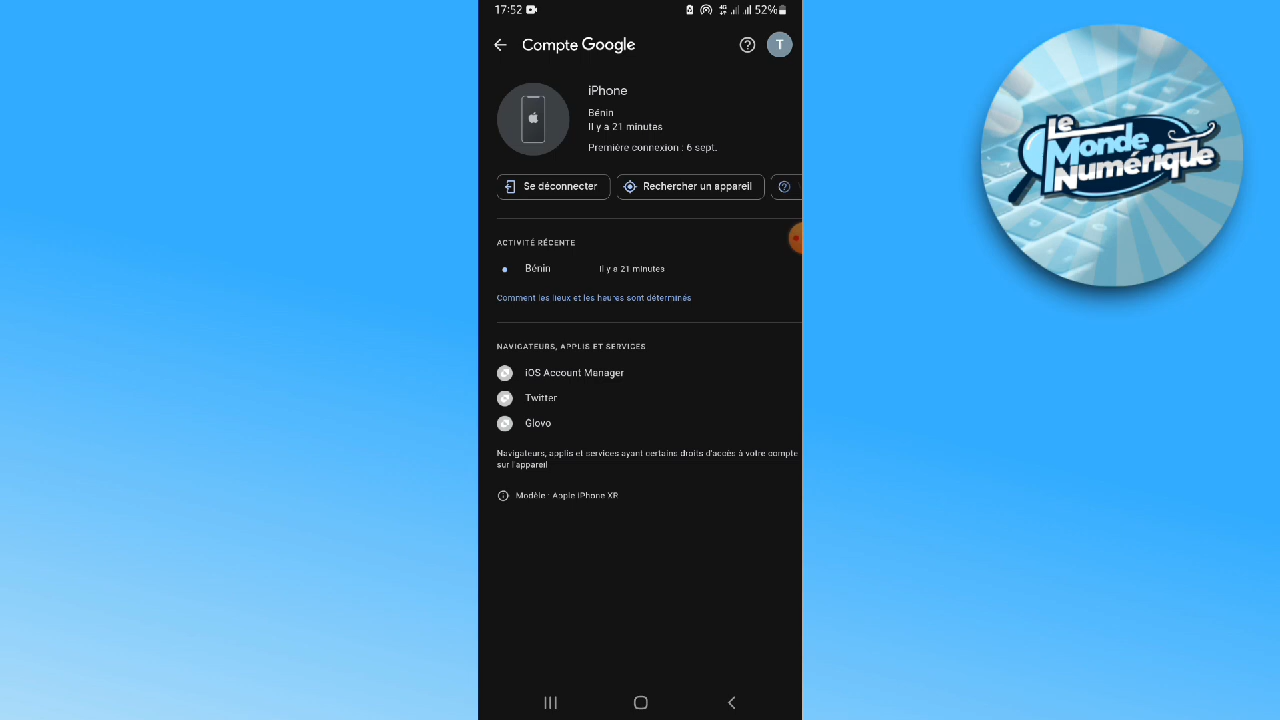 17:52
4G
52%
Compte Google
T
iPhone
Bénin
Il y a 21 minutes
Première connexion : 6 sept.
Se déconnecter
Rechercher un appareil
ACTIVITÉ RÉCENTE
Bénin Il y a 21 minutes
Comment les lieux et les heures sont déterminés
NAVIGATEURS, APPLIS ET SERVICES
iOS Account Manager
Twitter
Glovo
Navigateurs, applis et services ayant certains droits d'accès à votre compte
sur l'appareil
Modèle : Apple iPhone XR
Le
Monde
Numérique